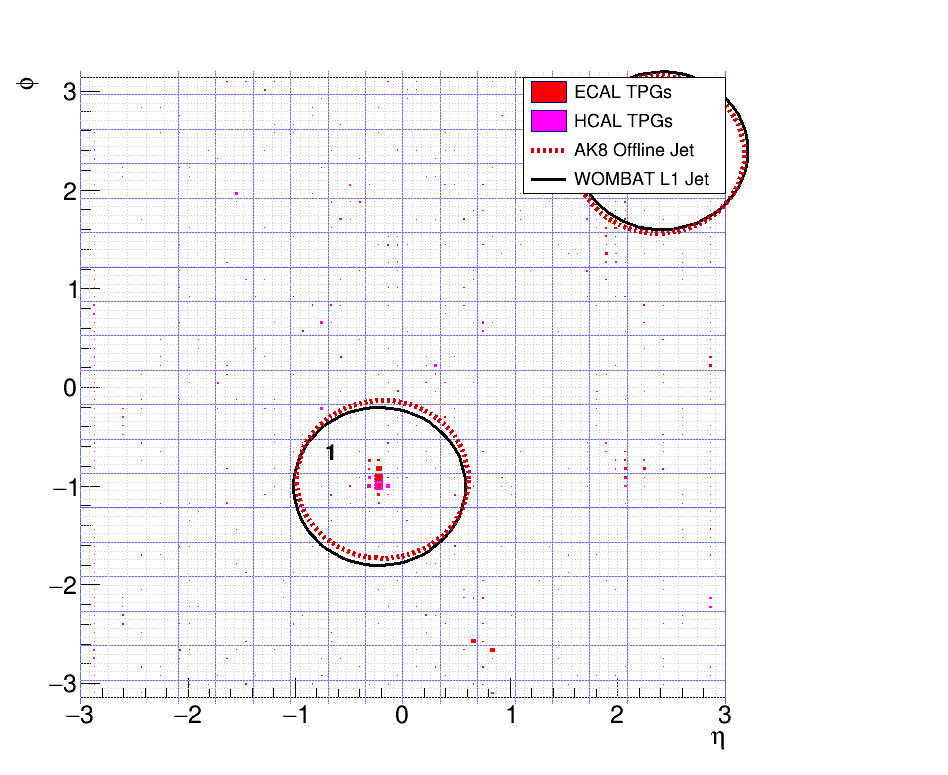 φ
3
2
1
0
−1
−2
−3
ECAL TPGs
HCAL TPGs
AK8 Offline Jet
WOMBAT L1 Jet
1
−3 −2 −1 0 1 2 3
η